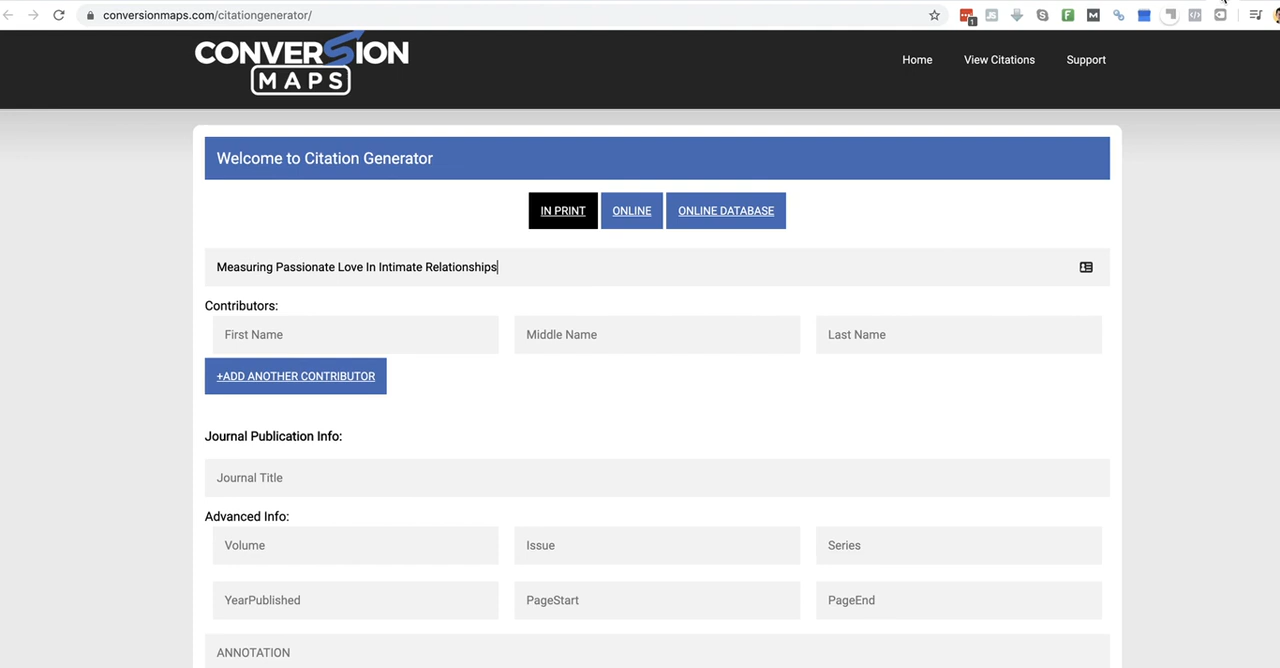 conversionmaps.com/citationgenerator/
1
CONVERSION
MAPS
Home View Citations Support
Welcome to Citation Generator
IN PRINT ONLINE ONLINE DATABASE
Measuring Passionate Love In Intimate Relationships
Contributors:
First Name Middle Name Last Name
+ADD ANOTHER CONTRIBUTOR
Journal Publication Info:
Journal Title
Advanced Info:
Volume Issue Series
YearPublished PageStart PageEnd
ANNOTATION